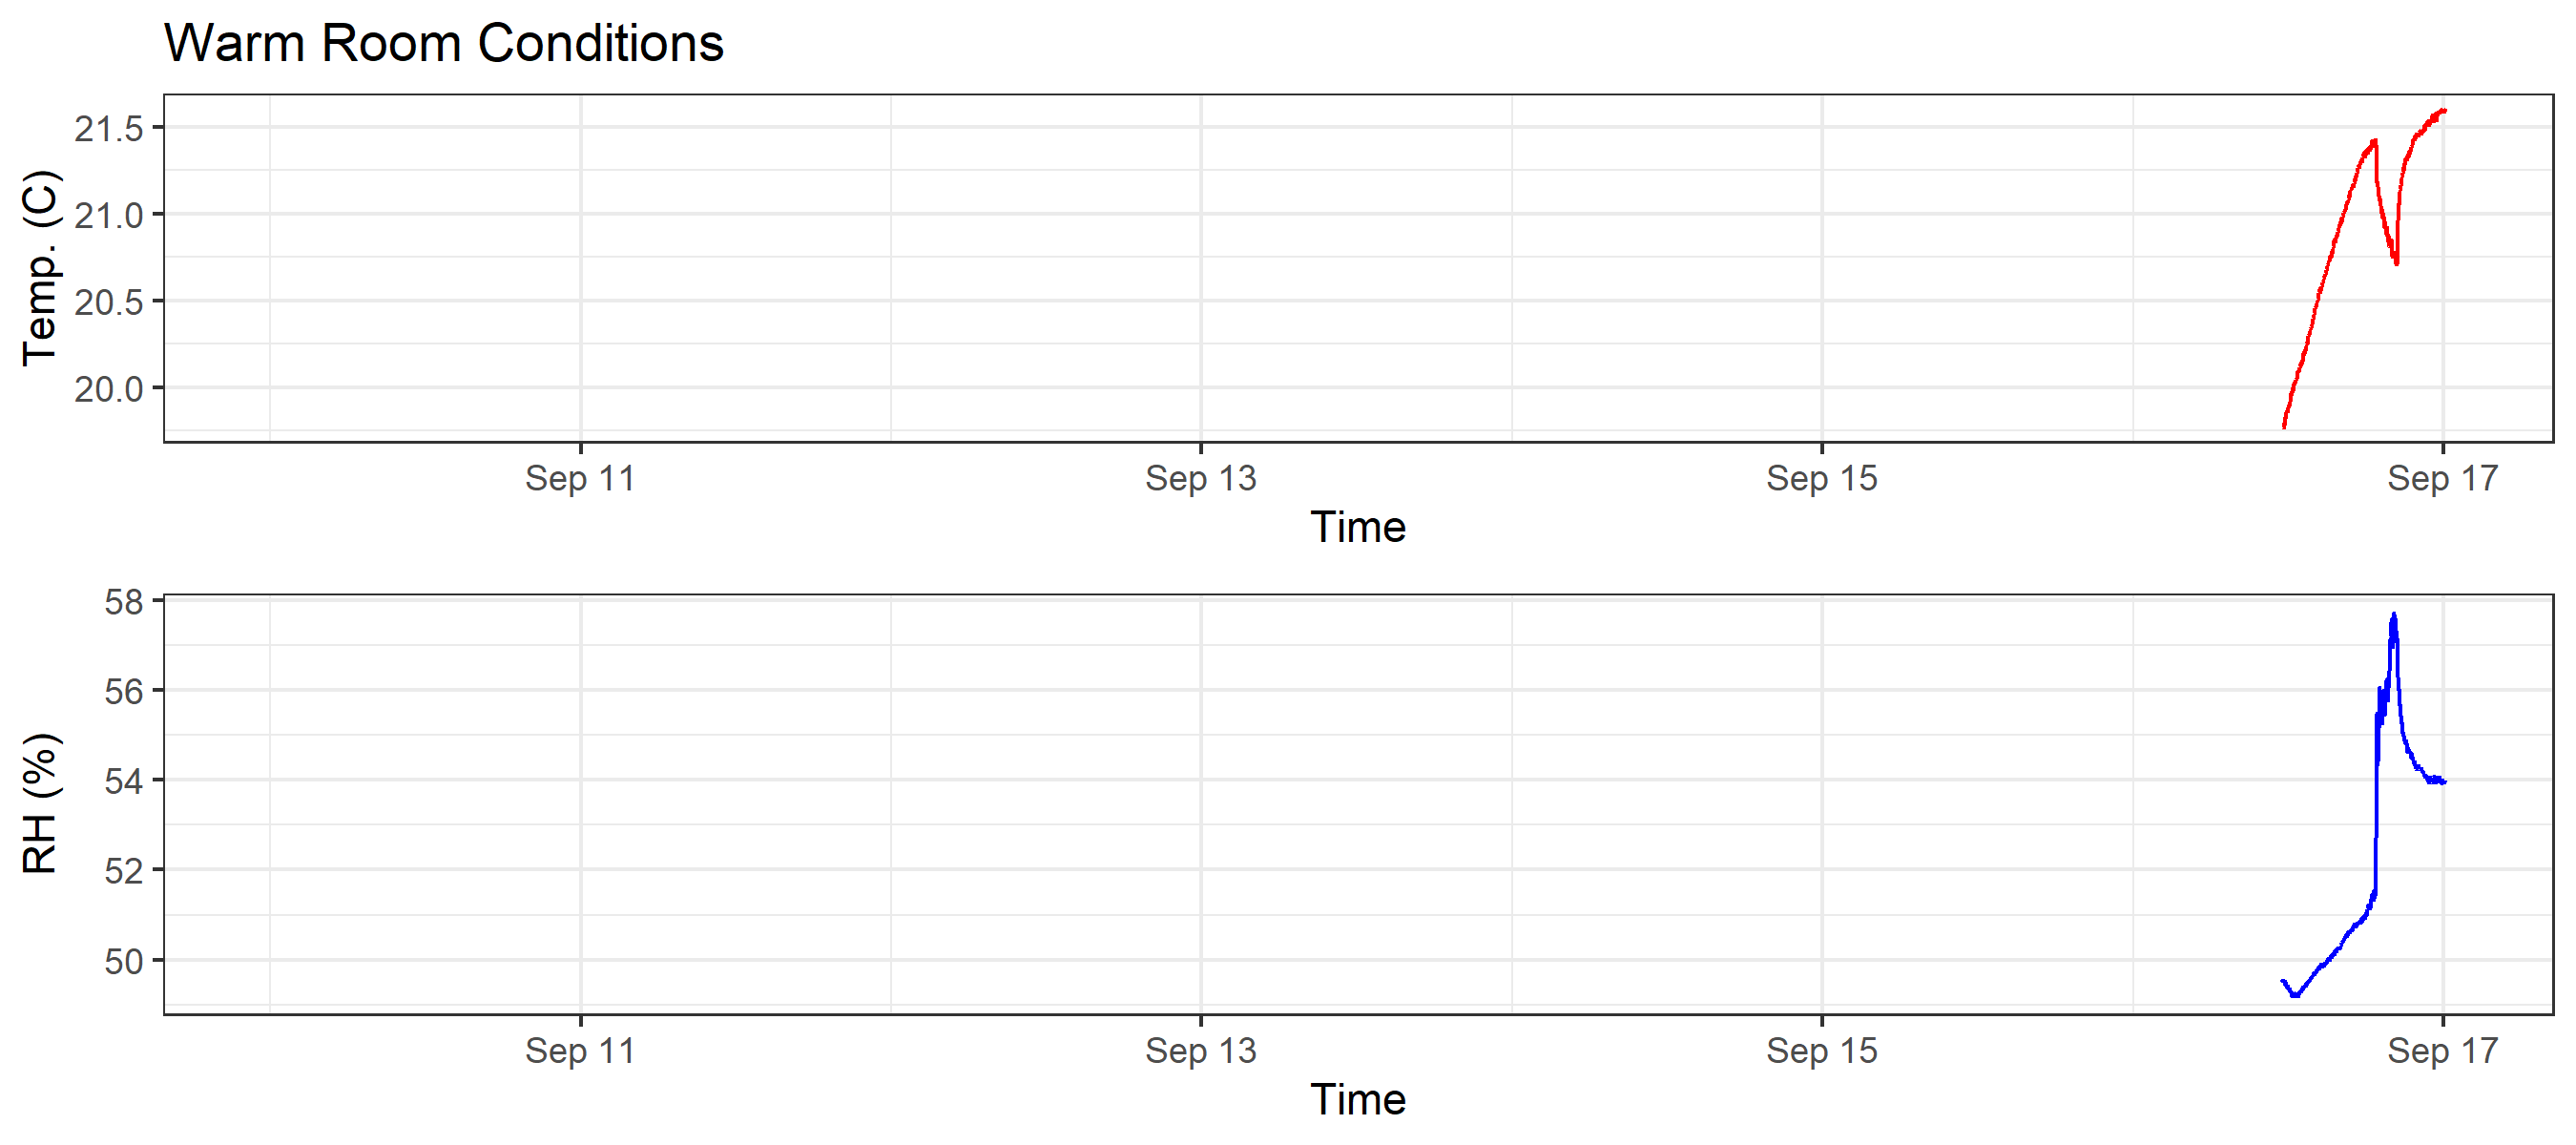 Warm Room Conditions
21.5
21.0
20.5
20.0
Temp. (C)
Sep 11 Sep 13 Sep 15 Sep 17
Time
58
56
54
52
50
RH (%)
Sep 11 Sep 13 Sep 15 Sep 17
Time